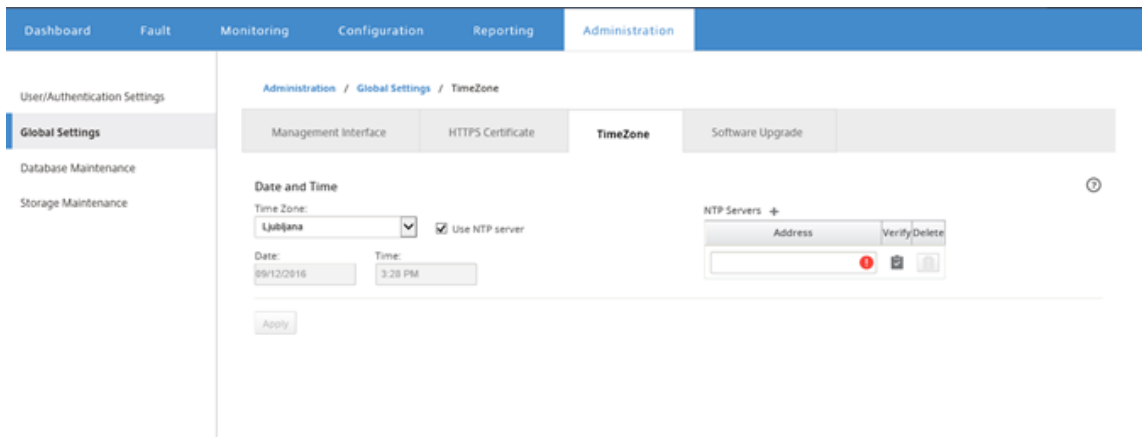 Dashboard Fault Monitoring Configuration Reporting Administration
User/Authentication Settings
Global Settings
Database Maintenance
Storage Maintenance
Administration / Global Settings / TimeZone
Management Interface HTTPS Certificate TimeZone Software Upgrade
Date and Time
?
Time Zone:
Ljubljana
Use NTP server
Date: Time:
09/12/2016 3:28 PM
NTP Servers +
Address Verify Delete
!
Apply